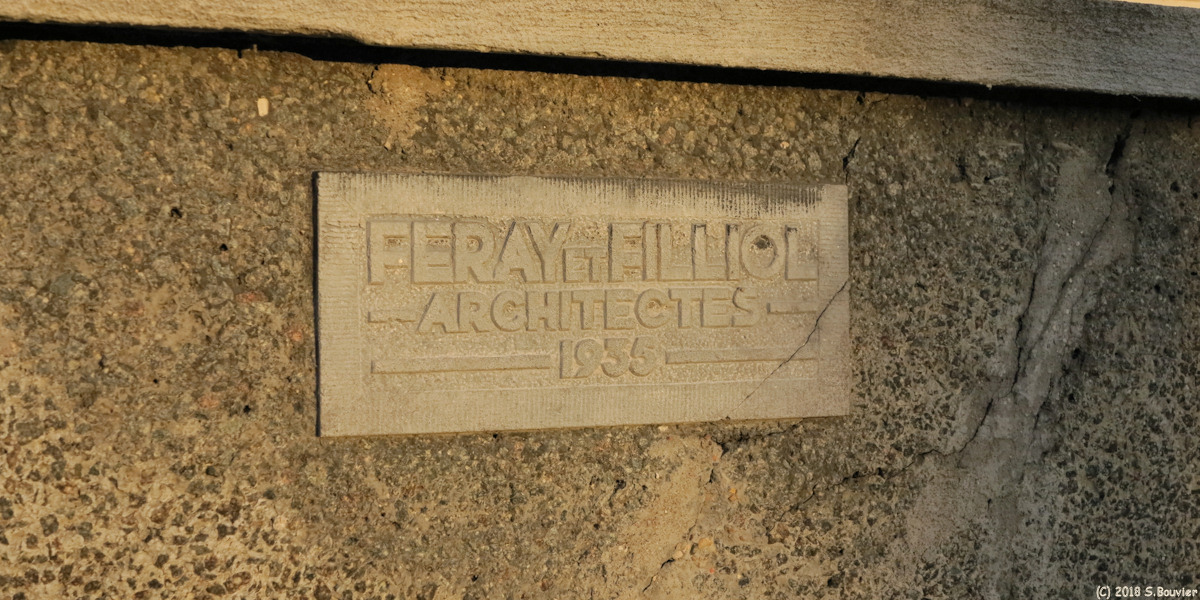 FERAY ET FILLIOL
ARCHITECTES
1935
(C) 2018 S.Bouvier